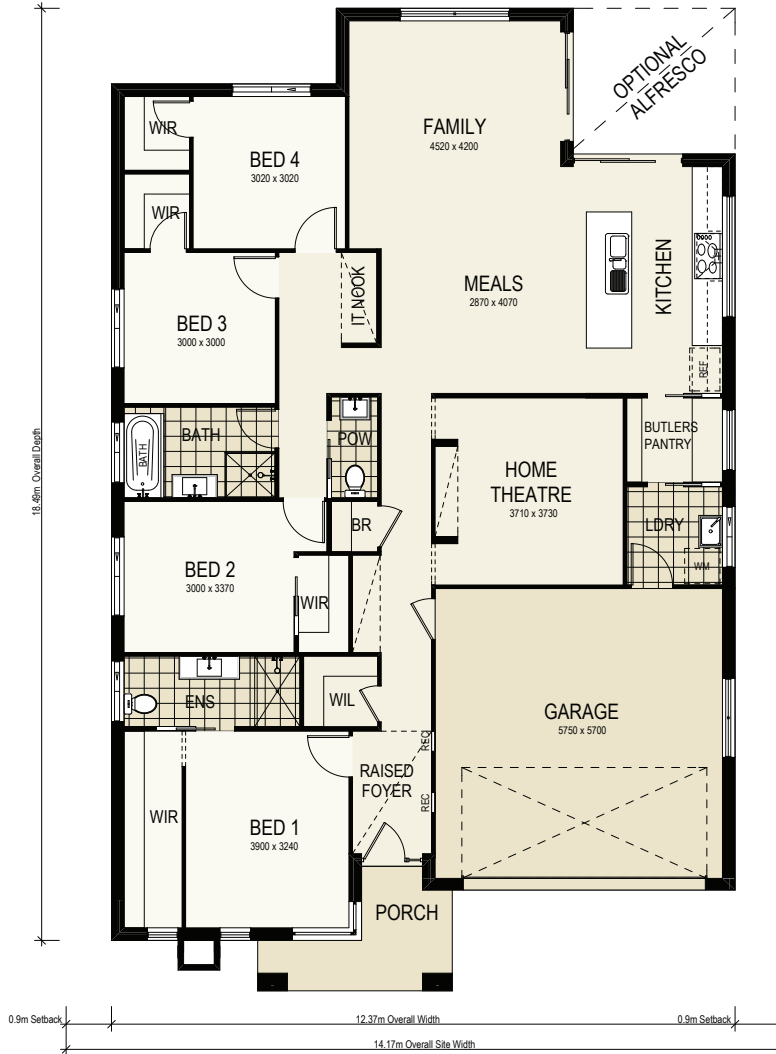 OPTIONAL
ALFRESCO
FAMILY
4520 x 4200
WIR
BED 4
3020 x 3020
WIR
BED 3
3000 x 3000
IT NOOK
MEALS
2870 x 4070
KITCHEN
REF
BATH
BATH
POW
HOME
THEATRE
3710 x 3730
BUTLERS
PANTRY
BR
LDRY
WM
BED 2
3000 x 3370
WIR
ENS
WIL
GARAGE
5750 x 5700
REC
RAISED
FOYER
REC
WIR
BED 1
3900 x 3240
PORCH
18.49m Overall Depth
0.9m Setback
12.37m Overall Width
0.9m Setback
14.17m Overall Site Width